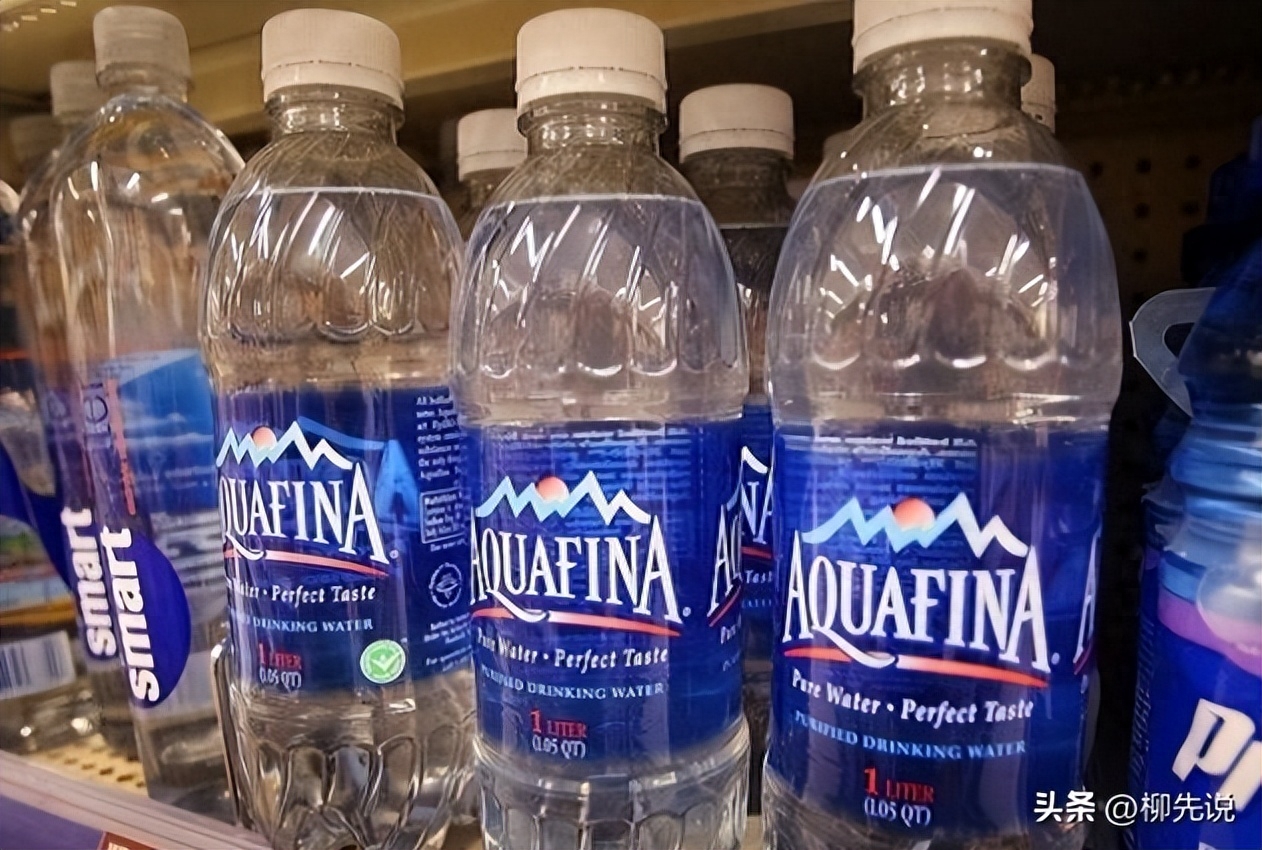 smart
smart
QUAFINA
Water • Perfect Taste
DRINKING WATER
1 LITER
(1.05 QT)
AQUAFINA®
Pure Water • Perfect Taste
PURIFIED DRINKING WATER
1 LITER
(1.05 QT)
AQUAFINA®
Pure Water • Perfect Taste
PURIFIED DRINKING WATER
1 LITER
(1.05 QT)
头条 @柳先说